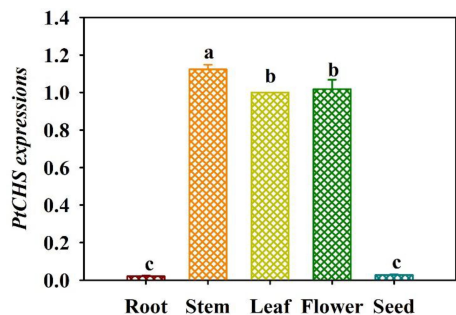 PtCHS expressions
1.4
1.2
1.0
0.8
0.6
0.4
0.2
0.0
c
a
b
b
c
Root Stem Leaf Flower Seed